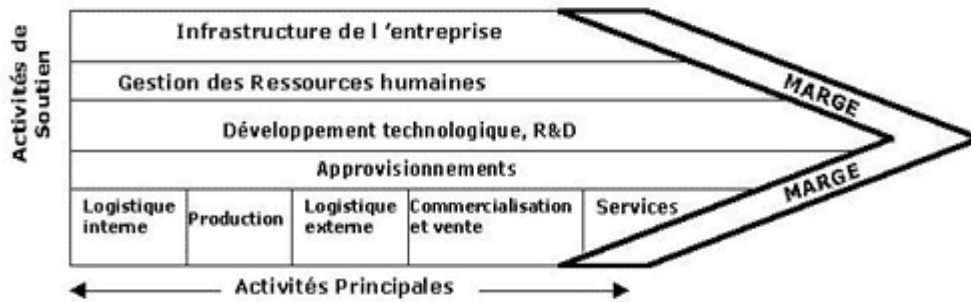 Activités de
Soutien
Infrastructure de l 'entreprise
Gestion des Ressources humaines
Développement technologique, R&D
Approvisionnements
MARGE
MARGE
Logistique
interne
Production
Logistique
externe
Commercialisation
et vente
Services
Activités Principales